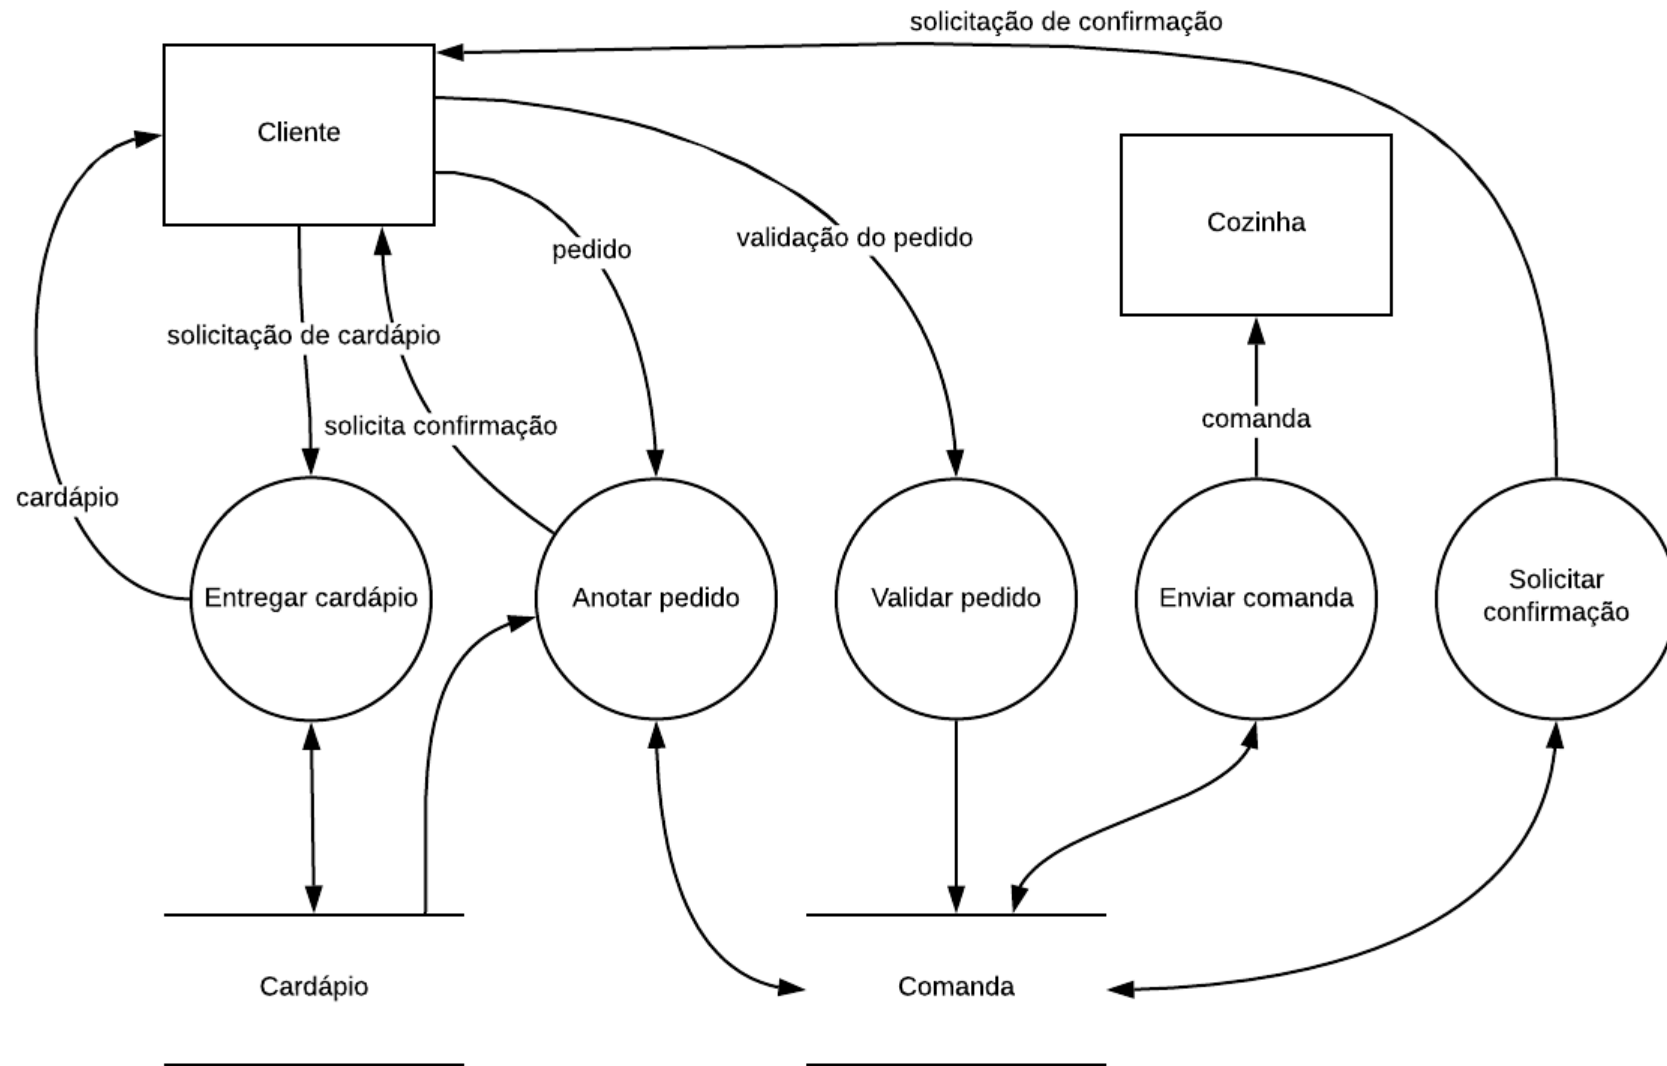 solicitação de confirmação
Cliente
Cozinha
pedido
validação do pedido
solicitação de cardápio
solicita confirmação
comanda
cardápio
Entregar cardápio
Anotar pedido
Validar pedido
Enviar comanda
Solicitar
confirmação
Cardápio
Comanda